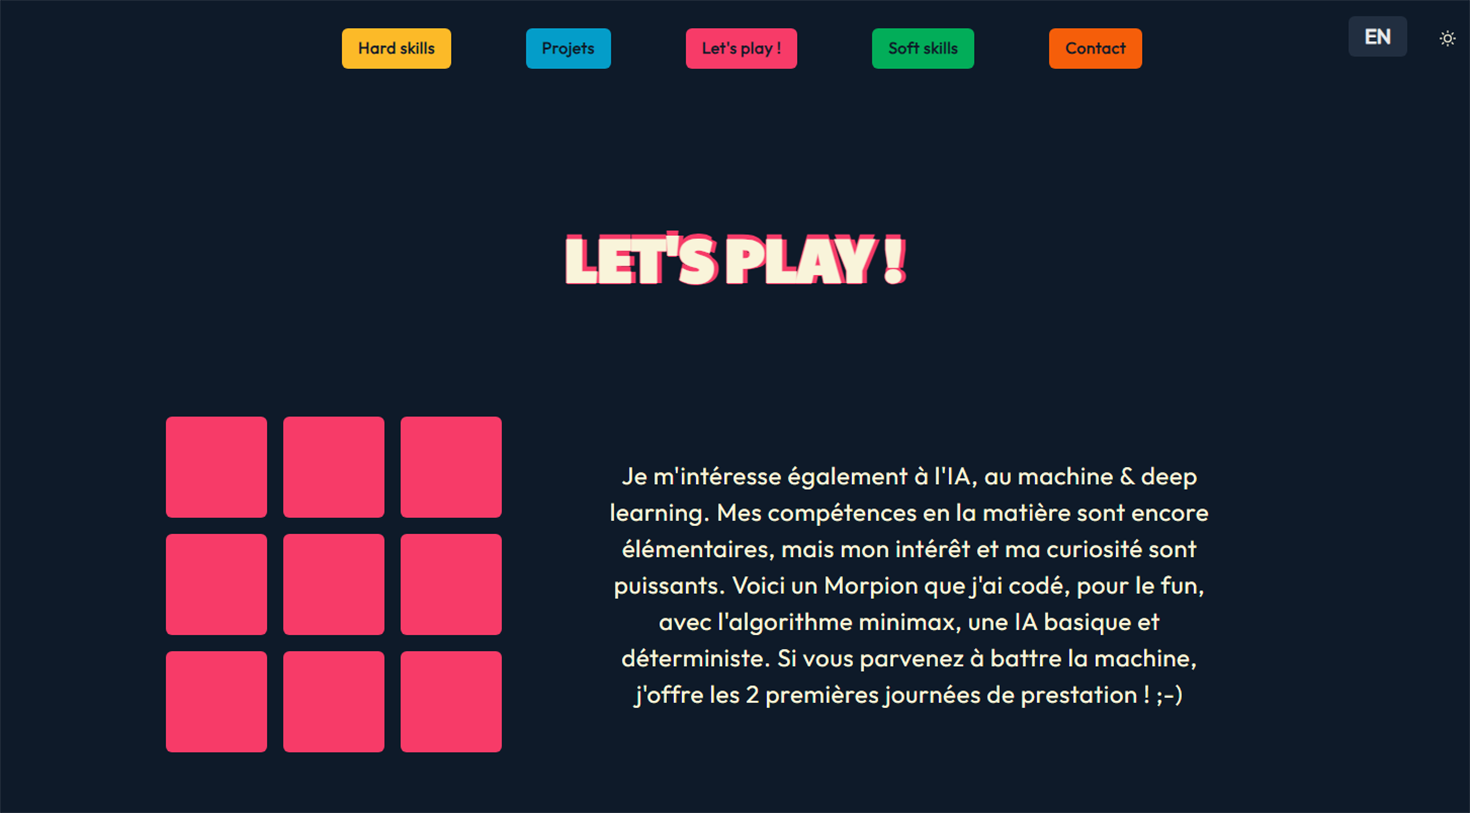 Hard skills
Projets
Let's play !
Soft skills
Contact
EN
LET'S PLAY !
Je m'intéresse également à l'IA, au machine & deep
learning. Mes compétences en la matière sont encore
élémentaires, mais mon intérêt et ma curiosité sont
puissants. Voici un Morpion que j'ai codé, pour le fun,
avec l'algorithme minimax, une IA basique et
déterministe. Si vous parvenez à battre la machine,
j'offre les 2 premières journées de prestation ! ;-)